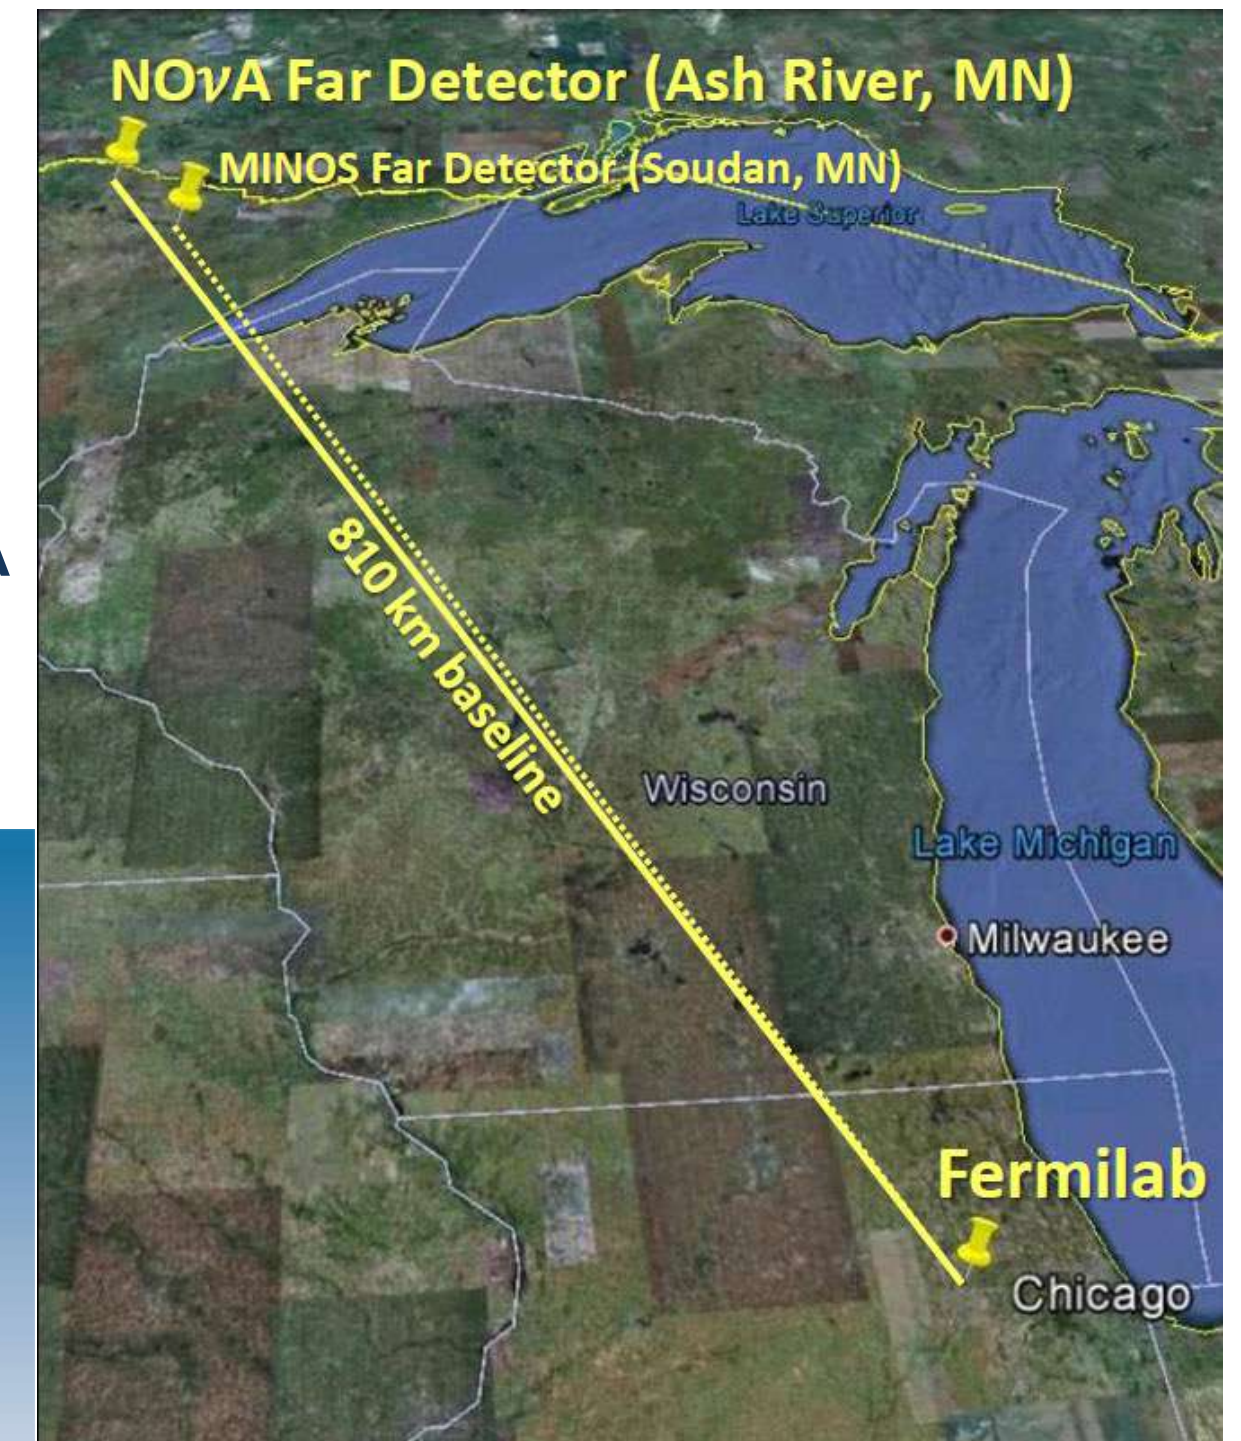 NOνA Far Detector (Ash River, MN)
MINOS Far Detector (Soudan, MN)
Lake Superior
810 km baseline
Wisconsin
Lake Michigan
Milwaukee
Fermilab
Chicago